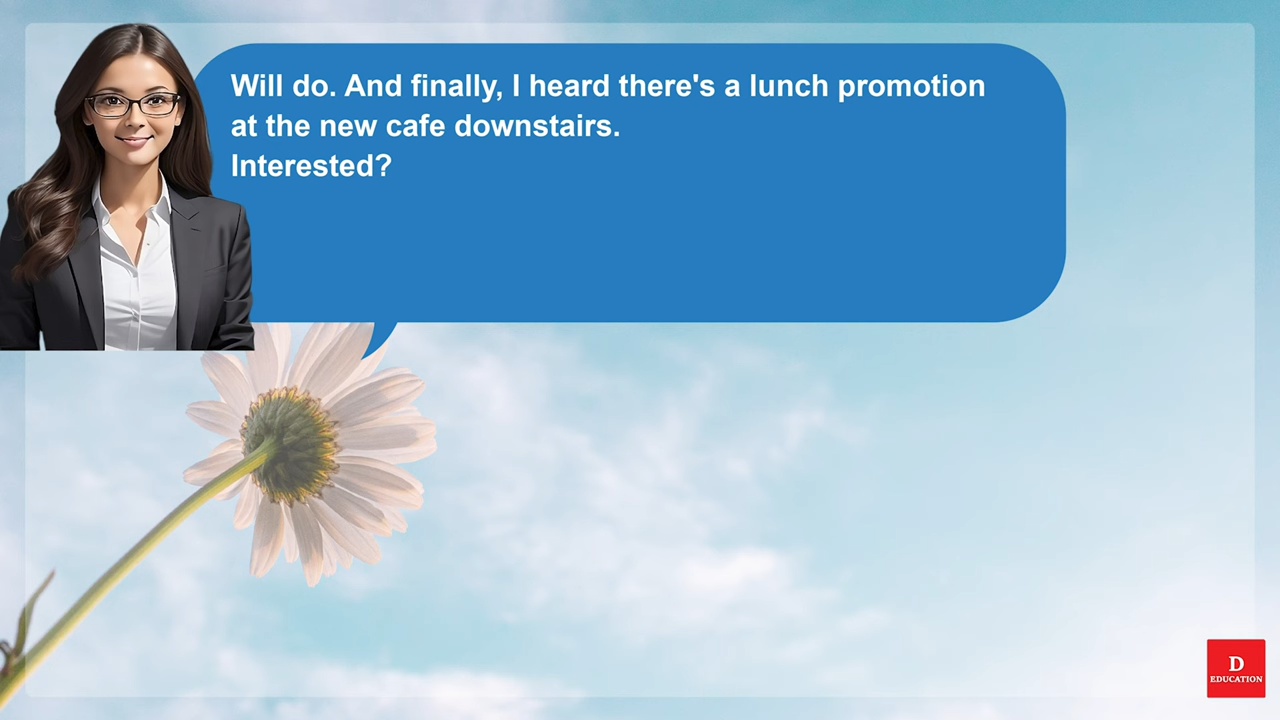 Will do. And finally, I heard there's a lunch promotion
at the new cafe downstairs.
Interested?
D
EDUCATION